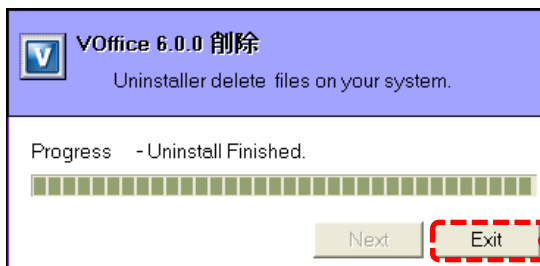 VOffice 6.0.0 削除
Uninstaller delete files on your system.
Progress - Uninstall Finished.
Next Exit